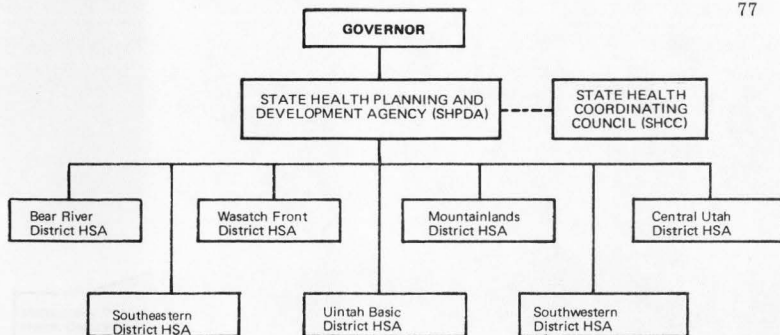 77
GOVERNOR
STATE HEALTH PLANNING AND
DEVELOPMENT AGENCY (SHPDA)
STATE HEALTH
COORDINATING
COUNCIL (SHCC)
Bear River
District HSA
Wasatch Front
District HSA
Mountainlands
District HSA
Central Utah
District HSA
Southeastern
District HSA
Uintah Basic
District HSA
Southwestern
District HSA